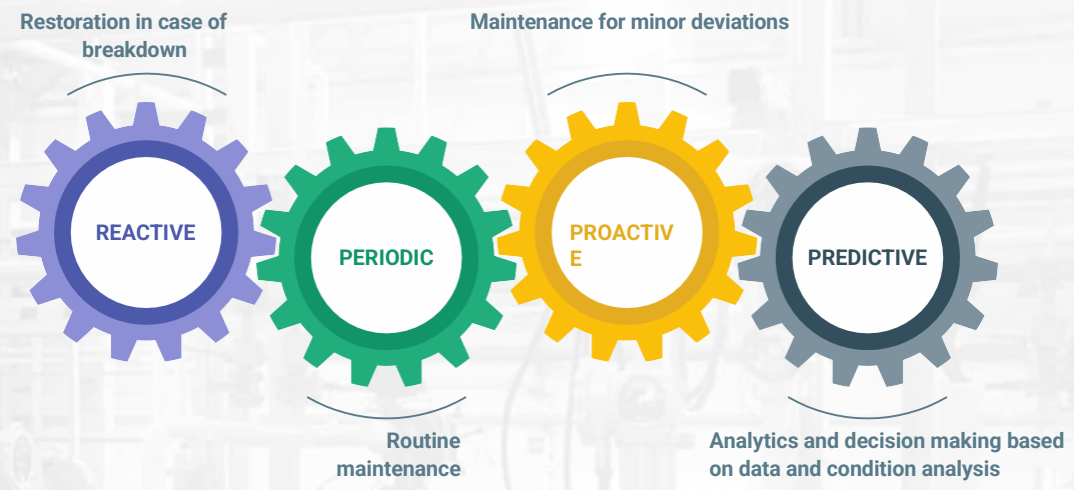 Restoration in case of
breakdown
Maintenance for minor deviations
REACTIVE
PERIODIC
PROACTIV
E
PREDICTIVE
Routine
maintenance
Analytics and decision making based
on data and condition analysis